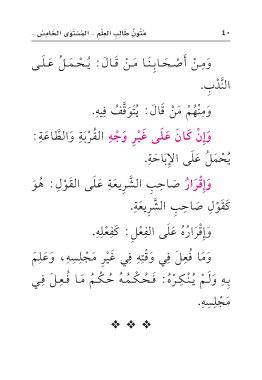 ٤٠ مُتُونُ طَالِبِ العِلْمِ - المُسْتَوَى الخَامِسُ -
وَمِنْ أَصْحَابِنَا مَنْ قَالَ: يُحْمَلُ عَلَى
النَّدْبِ.
وَمِنْهُمْ مَنْ قَالَ: يُتَوَقَّفُ فِيهِ.
وَإِنْ كَانَ عَلَى غَيْرِ وَجْهِ القُرْبَةِ وَالطَّاعَةِ:
يُحْمَلُ عَلَى الإِبَاحَةِ.
وَإِقْرَارُ صَاحِبِ الشَّرِيعَةِ عَلَى القَوْلِ: هُوَ
كَقَوْلِ صَاحِبِ الشَّرِيعَةِ.
وَإِقْرَارُهُ عَلَى الفِعْلِ: كَفِعْلِهِ.
وَمَا فُعِلَ فِي وَقْتِهِ فِي غَيْرِ مَجْلِسِهِ، وَعَلِمَ
بِهِ وَلَمْ يُنْكِرْهُ: فَحُكْمُهُ حُكْمُ مَا فُعِلَ فِي
مَجْلِسِهِ.